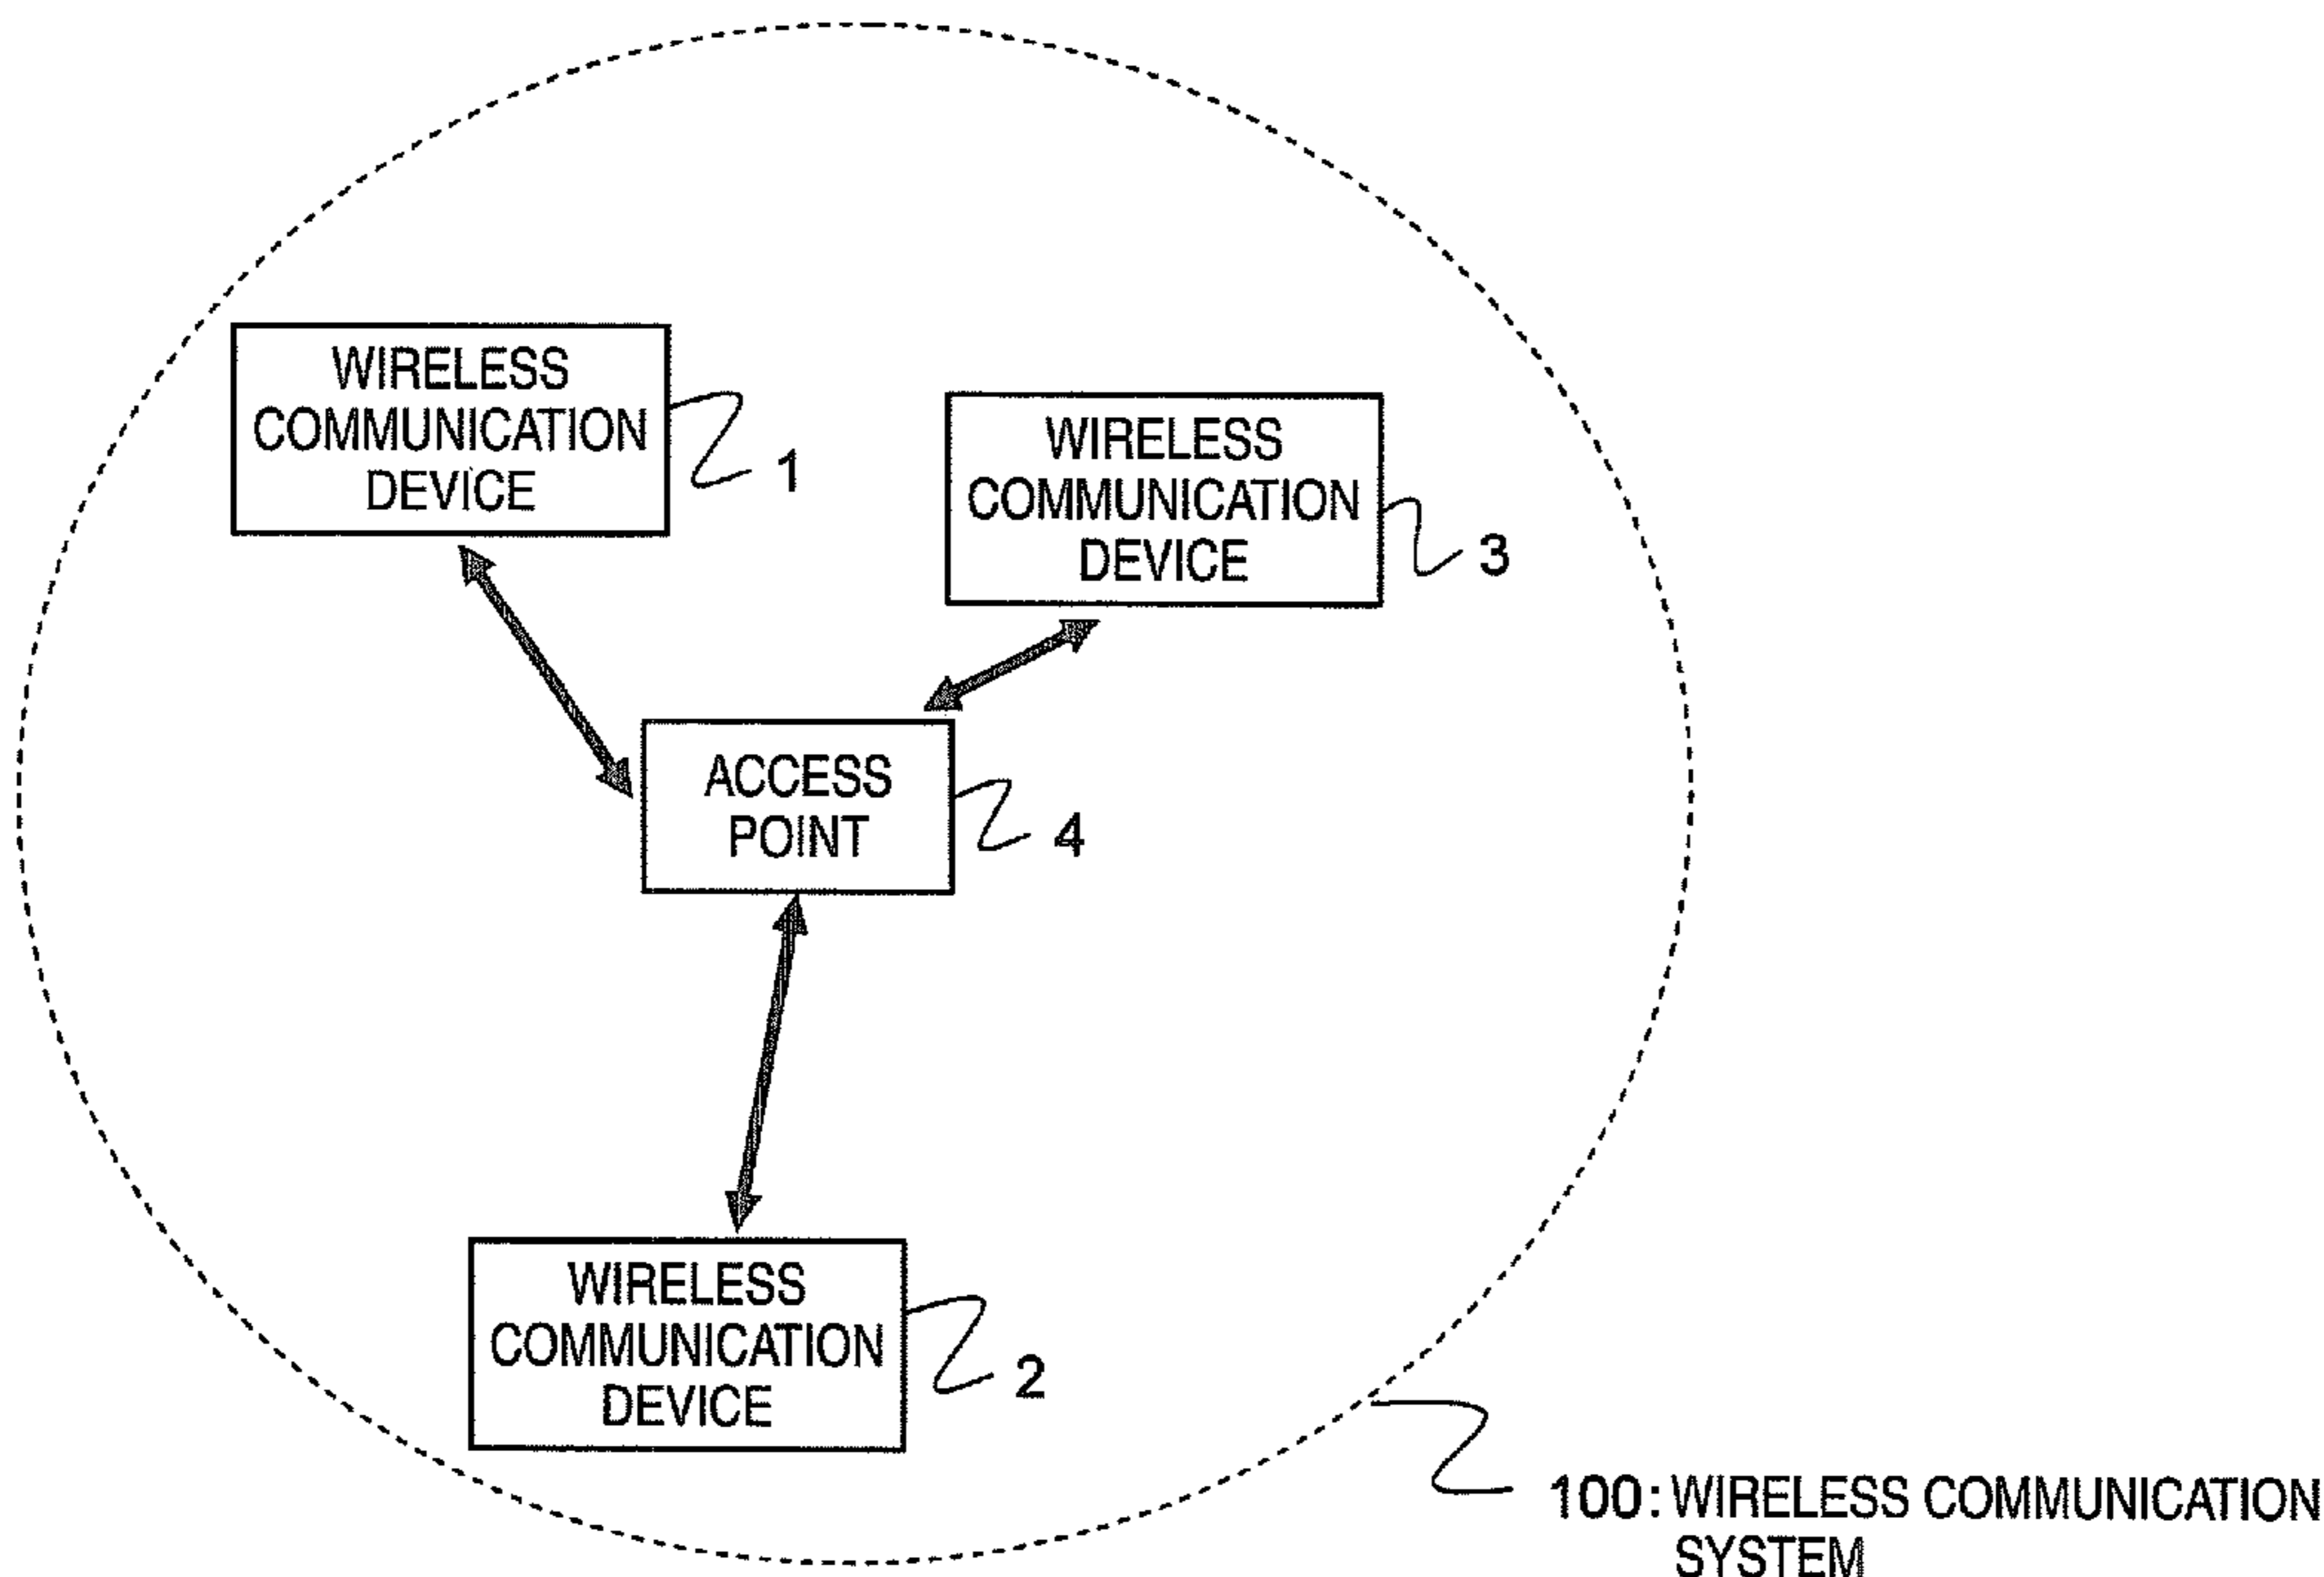 WIRELESS
COMMUNICATION
DEVICE
1
WIRELESS
COMMUNICATION
DEVICE
3
ACCESS
POINT
4
WIRELESS
COMMUNICATION
DEVICE
2
100: WIRELESS COMMUNICATION
SYSTEM